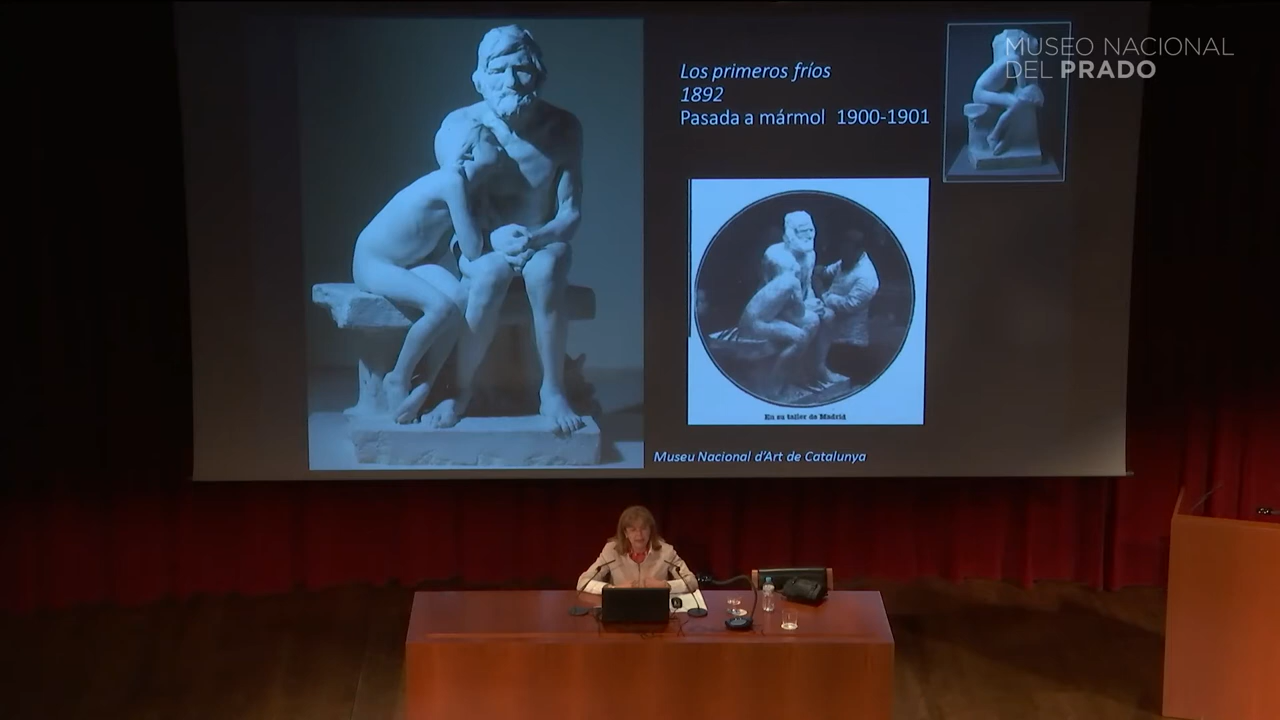 Los primeros fríos
1892
Pasada a mármol 1900-1901
MUSEO NACIONAL
DEL PRADO
En su taller de Madrid
Museu Nacional d'Art de Catalunya